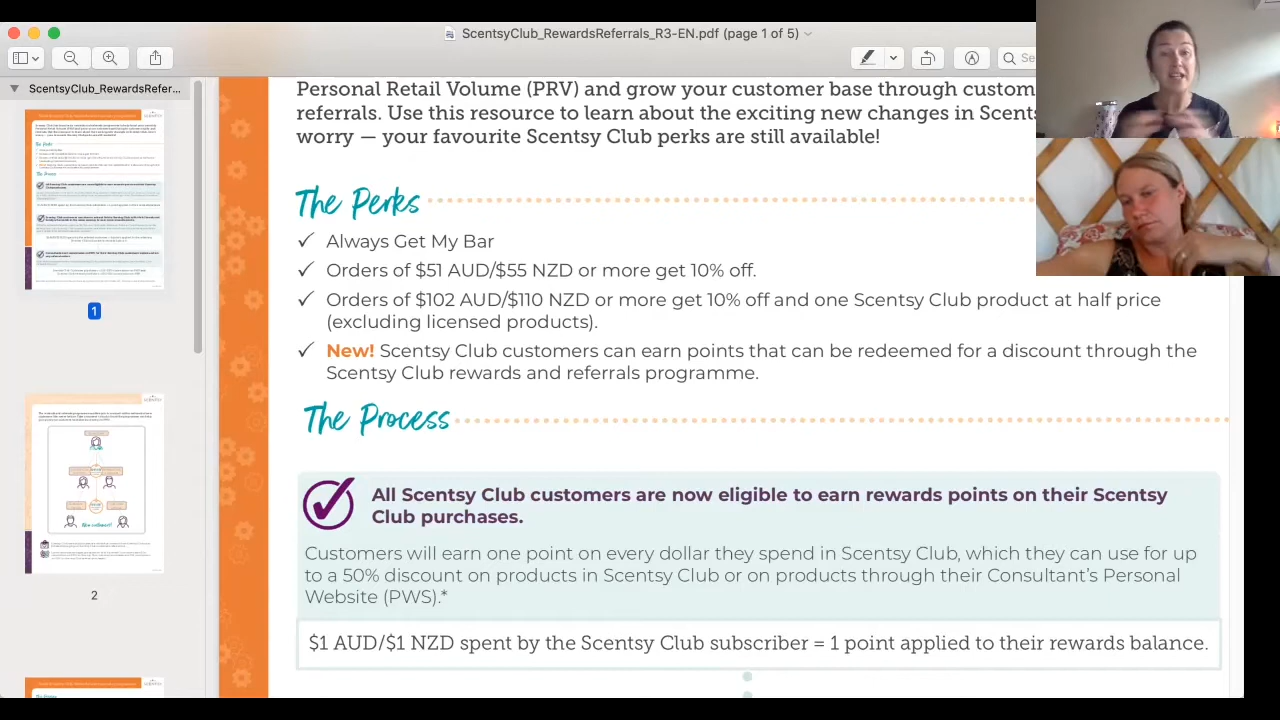 ScentsyClub_RewardsReferrals_R3-EN.pdf (page 1 of 5)
Se
ScentsyClub_RewardsRefer...
1
2
Personal Retail Volume (PRV) and grow your customer base through custom
referrals. Use this resource to learn about the exciting new changes in Scents
worry — your favourite Scentsy Club perks are still available!
The Perks
Always Get My Bar
Orders of $51 AUD/$55 NZD or more get 10% off.
Orders of $102 AUD/$110 NZD or more get 10% off and one Scentsy Club product at half price
(excluding licensed products).
New! Scentsy Club customers can earn points that can be redeemed for a discount through the
Scentsy Club rewards and referrals programme.
The Process
All Scentsy Club customers are now eligible to earn rewards points on their Scentsy
Club purchases.
Customers will earn one point on every dollar they spend in Scentsy Club, which they can use for up
to a 50% discount on products in Scentsy Club or on products through their Consultant's Personal
Website (PWS).*
$1 AUD/$1 NZD spent by the Scentsy Club subscriber = 1 point applied to their rewards balance.